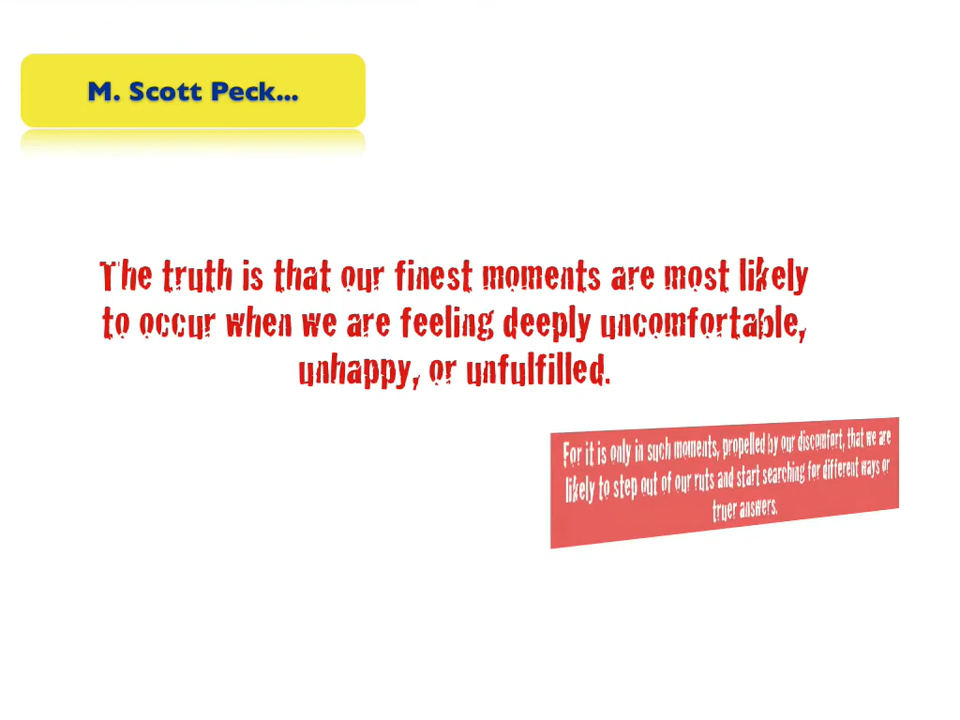 M. Scott Peck...
The truth is that our finest moments are most likely
to occur when we are feeling deeply uncomfortable,
unhappy, or unfulfilled.
For it is only in such moments, propelled by our discomfort, that we are
likely to step out of our ruts and start searching for different ways or
truer answers.